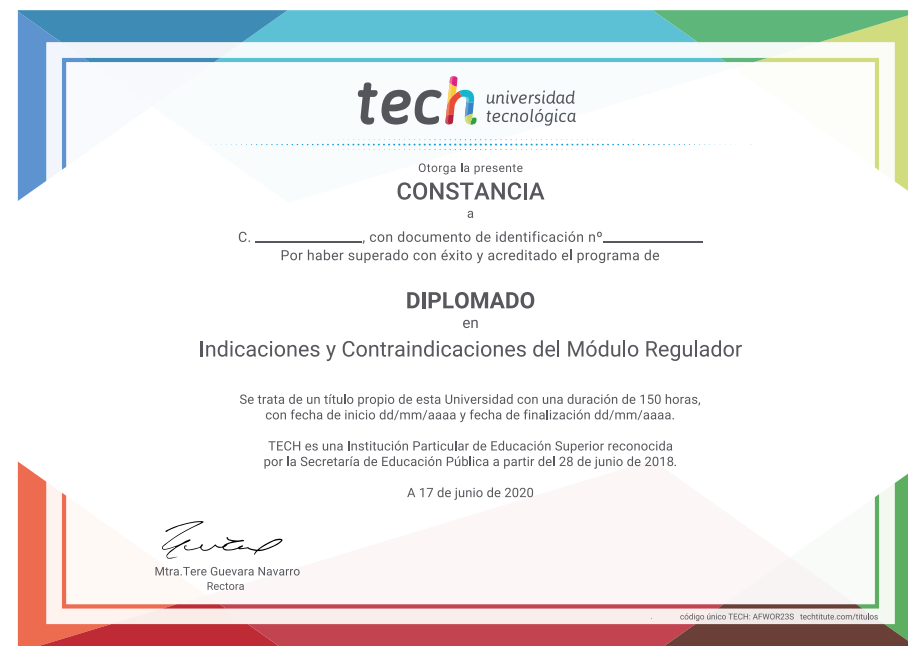 tech universidad
tecnológica
Otorga la presente
CONSTANCIA
a
C. ____________, con documento de identificación nº____________
Por haber superado con éxito y acreditado el programa de
DIPLOMADO
en
Indicaciones y Contraindicaciones del Módulo Regulador
Se trata de un título propio de esta Universidad con una duración de 150 horas,
con fecha de inicio dd/mm/aaaa y fecha de finalización dd/mm/aaaa.
TECH es una Institución Particular de Educación Superior reconocida
por la Secretaría de Educación Pública a partir del 28 de junio de 2018.
A 17 de junio de 2020
Mtra.Tere Guevara Navarro
Rectora
código único TECH: AFWOR23S techtitute.com/titulos